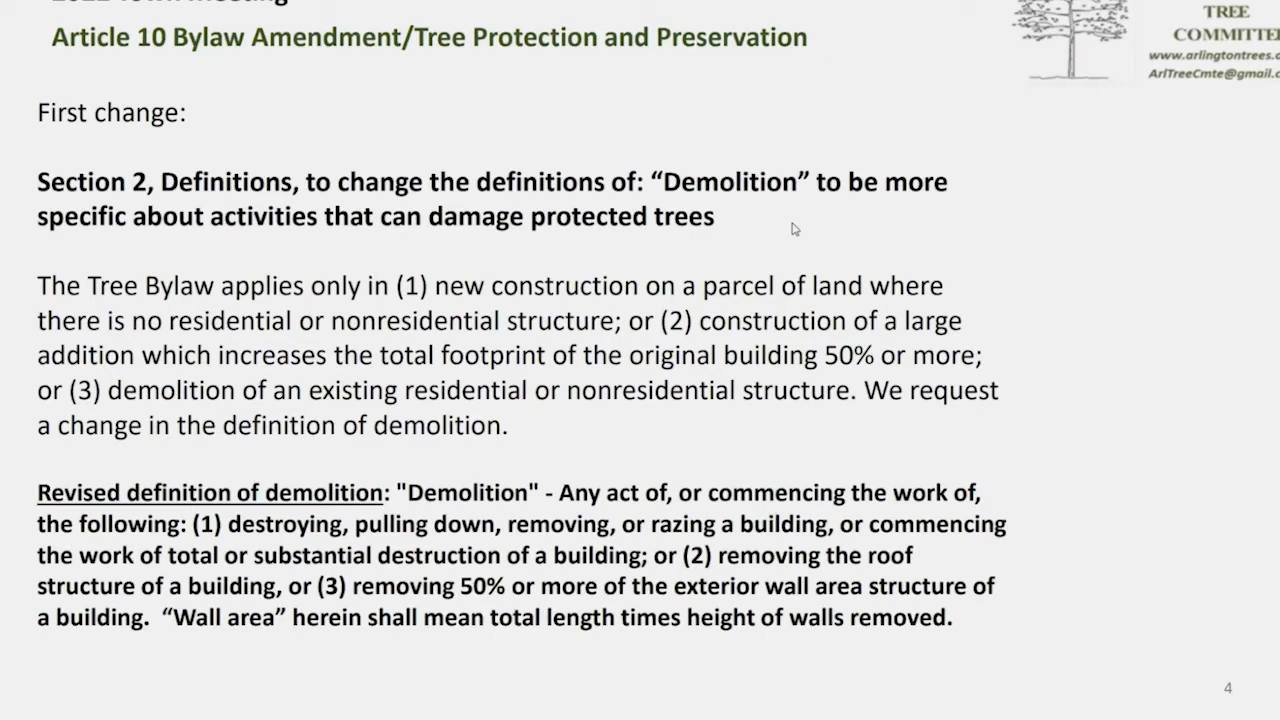 Article 10 Bylaw Amendment/Tree Protection and Preservation
TREE
www.arlingtontrees.
ArlTreeCmte@gmail.c
First change:
Section 2, Definitions, to change the definitions of: “Demolition” to be more
specific about activities that can damage protected trees
The Tree Bylaw applies only in (1) new construction on a parcel of land where
there is no residential or nonresidential structure; or (2) construction of a large
addition which increases the total footprint of the original building 50% or more;
or (3) demolition of an existing residential or nonresidential structure. We request
a change in the definition of demolition.
Revised definition of demolition: "Demolition" - Any act of, or commencing the work of,
the following: (1) destroying, pulling down, removing, or razing a building, or commencing
the work of total or substantial destruction of a building; or (2) removing the roof
structure of a building, or (3) removing 50% or more of the exterior wall area structure of
a building. “Wall area” herein shall mean total length times height of walls removed.
4